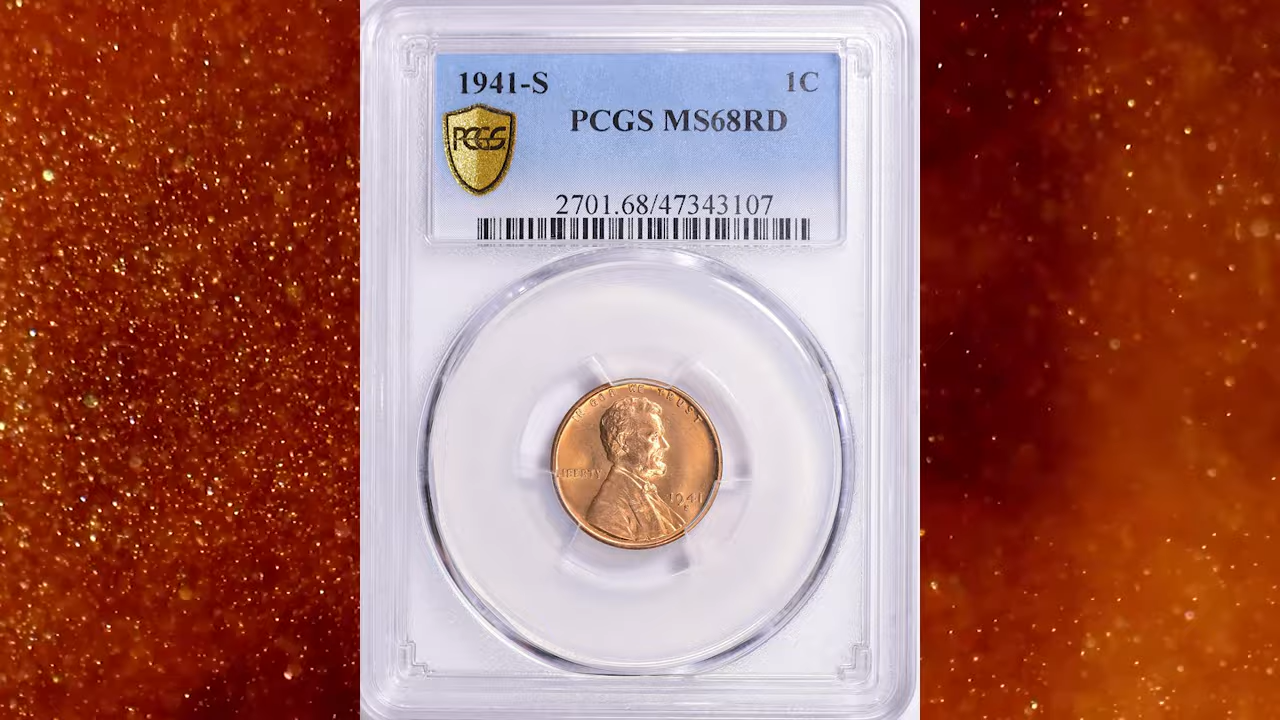 1941-S 1C
PCGS MS68RD
PCGS
2701.68/47343107
IN GOD WE TRUST
LIBERTY
1941
S